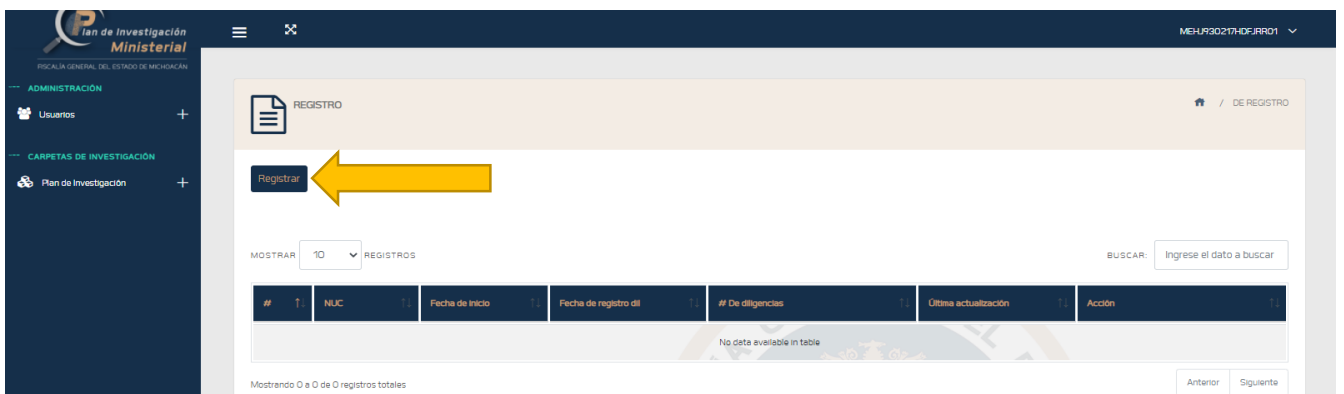 Plan de Investigación
Ministerial
FISCALÍA GENERAL DEL ESTADO DE MICHOACÁN
MEHJ930217HDFJRR01
--- ADMINISTRACIÓN
Usuarios +
REGISTRO
/ DE REGISTRO
--- CARPETAS DE INVESTIGACIÓN
Plan de Investigación +
Registrar
MOSTRAR 10 REGISTROS
BUSCAR: Ingrese el dato a buscar
# NUC Fecha de inicio Fecha de registro dil # De diligencias Última actualización Acción
No data available in table
Mostrando 0 a 0 de 0 registros totales
Anterior Siguiente